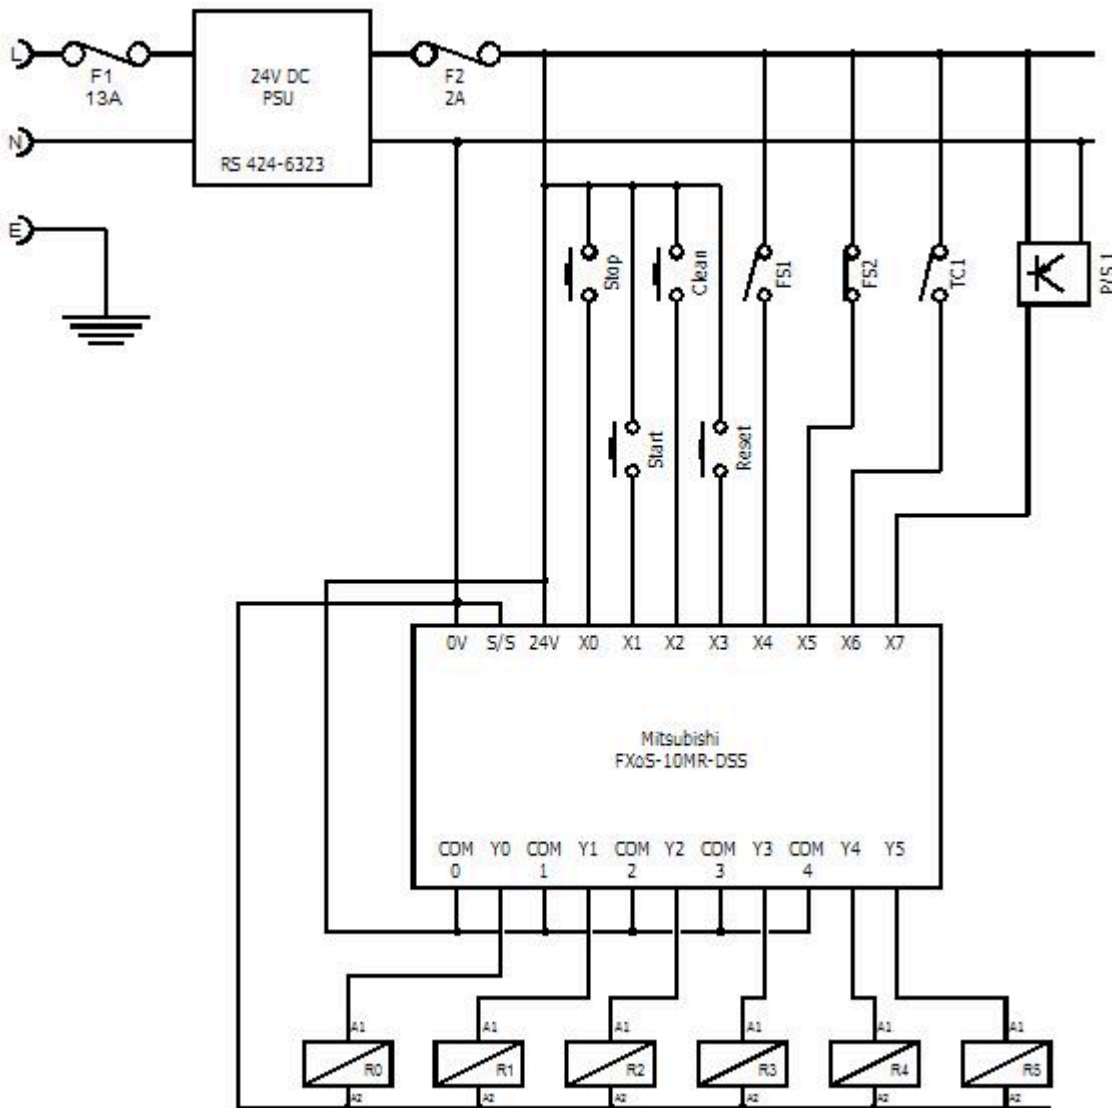 L
F1
13A
24V DC
PSU
F2
2A
N
RS 424-6323
E
Stop
Clean
FS1
FS2
TC1
P/S 1
Start
Reset
0V S/S 24V X0 X1 X2 X3 X4 X5 X6 X7
Mitsubishi
FXoS-10MR-DSS
COM Y0 COM Y1 COM Y2 COM Y3 COM Y4 Y5
0 1 2 3 4
A1 A1 A1 A1 A1 A1
R0 R1 R2 R3 R4 R5
A2 A2 A2 A2 A2 A2